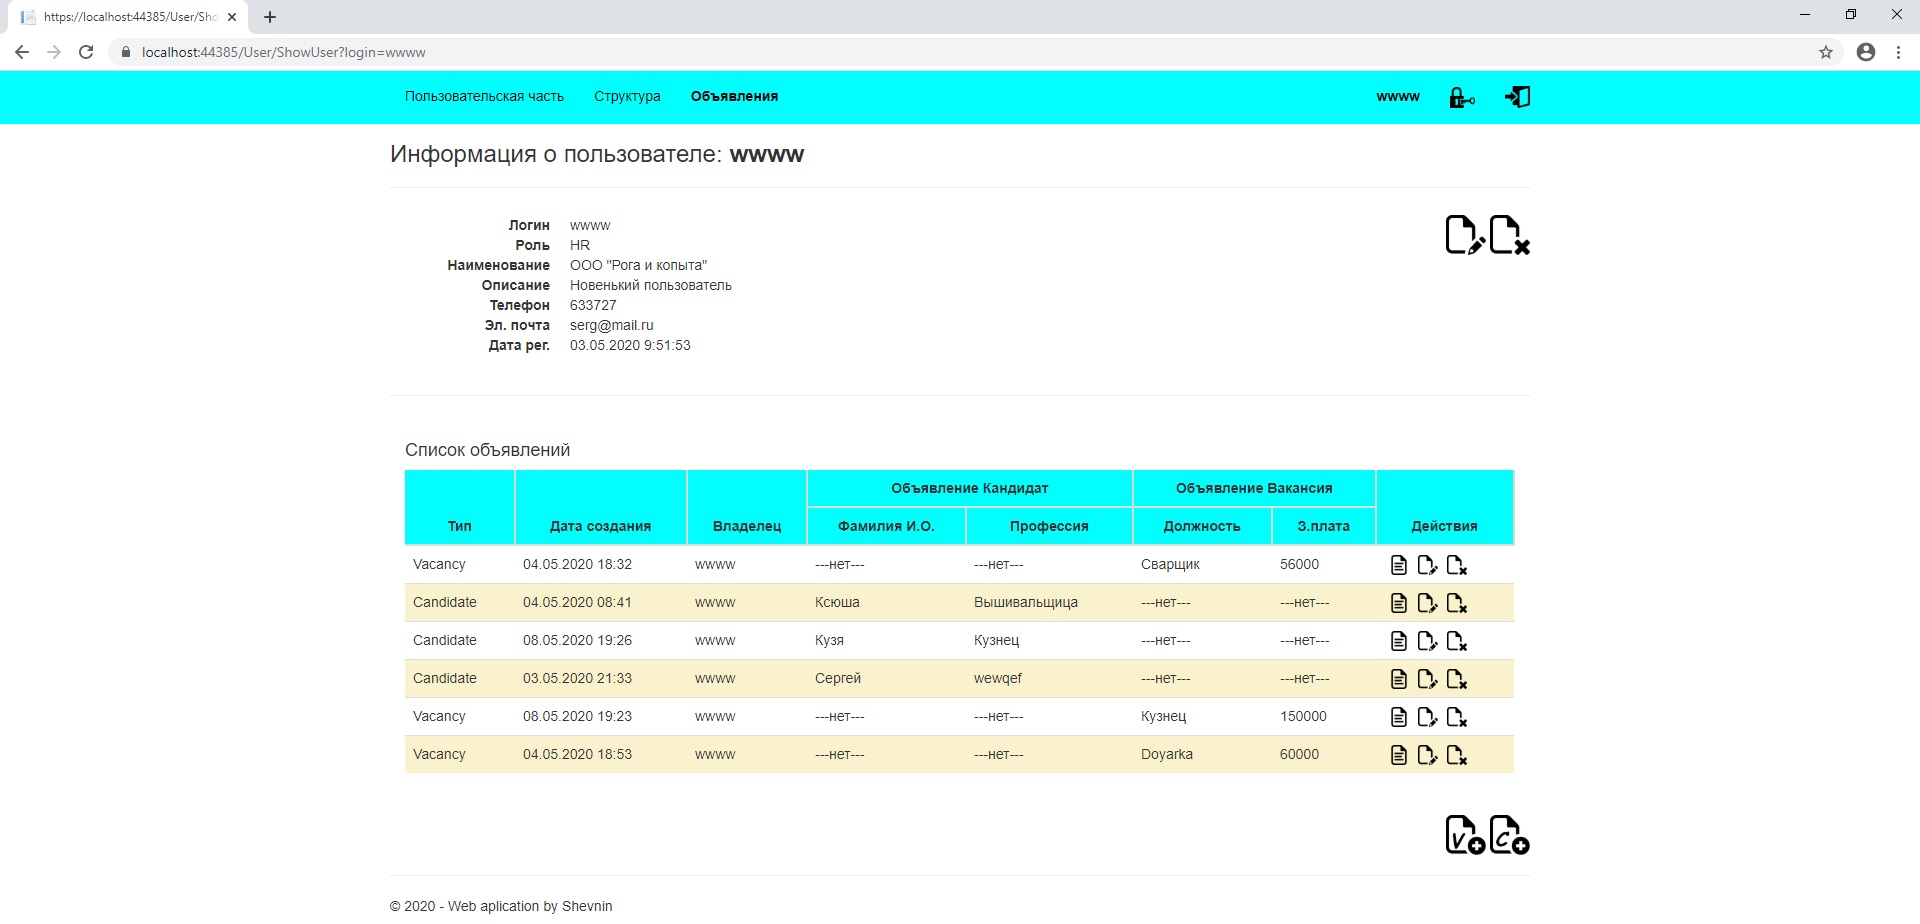 https://localhost:44385/User/Sho
localhost:44385/User/ShowUser?login=wwww
Пользовательская часть Структура Объявления wwww
Информация о пользователе: wwww
Логин wwww
Роль HR
Наименование ООО "Рога и копыта"
Описание Новенький пользователь
Телефон 633727
Эл. почта serg@mail.ru
Дата рег. 03.05.2020 9:51:53
Список объявлений
Объявление Кандидат Объявление Вакансия
Тип Дата создания Владелец Фамилия И.О. Профессия Должность З.плата Действия
Vacancy 04.05.2020 18:32 wwww ---нет--- ---нет--- Сварщик 56000
Candidate 04.05.2020 08:41 wwww Ксюша Вышивальщица ---нет--- ---нет---
Candidate 08.05.2020 19:26 wwww Кузя Кузнец ---нет--- ---нет---
Candidate 03.05.2020 21:33 wwww Сергей wewqef ---нет--- ---нет---
Vacancy 08.05.2020 19:23 wwww ---нет--- ---нет--- Кузнец 150000
Vacancy 04.05.2020 18:53 wwww ---нет--- ---нет--- Doyarka 60000
V C
© 2020 - Web aplication by Shevnin